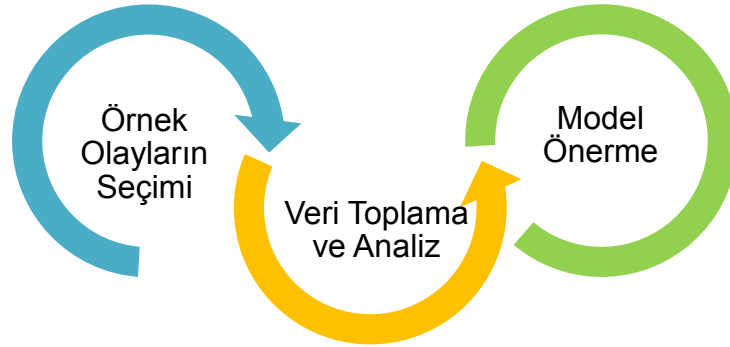 Örnek
Olayların
Seçimi
Veri Toplama
ve Analiz
Model
Önerme